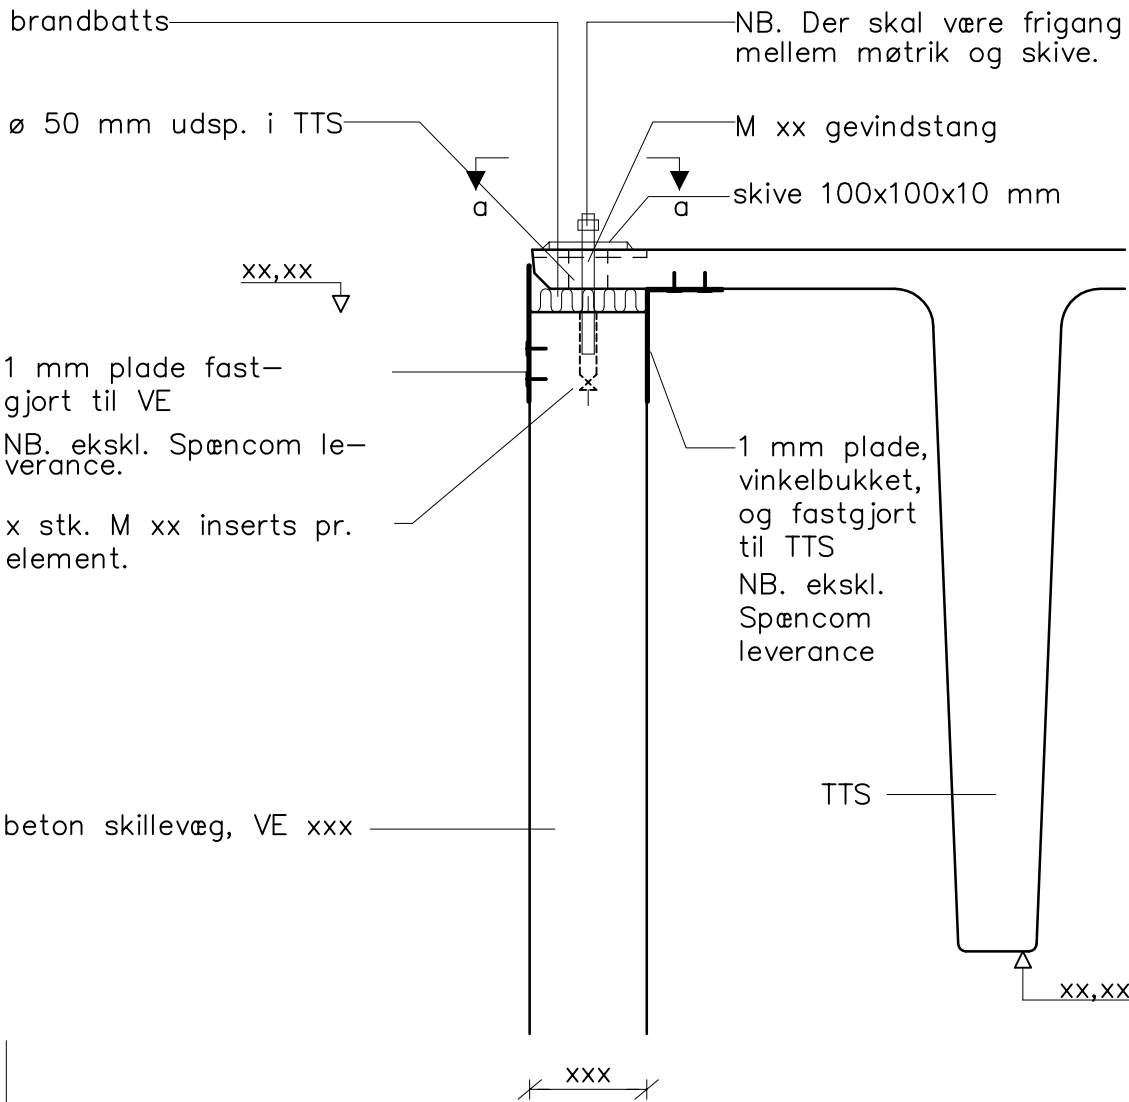 brandbatts
NB. Der skal være frigang
mellem møtrik og skive.
ø 50 mm udsp. i TTS
M xx gevindstang
a
a
skive 100x100x10 mm
xx,xx
1 mm plade fast-
gjort til VE
NB. ekskl. Spæncom le-
verance.
x stk. M xx inserts pr.
element.
1 mm plade,
vinkelbukket,
og fastgjort
til TTS
NB. ekskl.
Spæncom
leverance
TTS
beton skillevæg, VE xxx
xx,xx
xxx